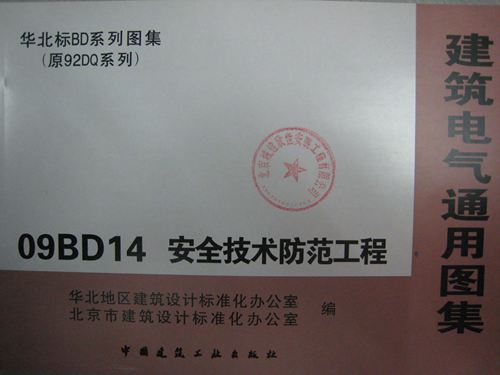 华北标BD系列图集
(原92DQ系列)
建筑电气通用图集
09BD14 安全技术防范工程
华北地区建筑设计标准化办公室
北京市建筑设计标准化办公室
编
中国建筑工业出版社